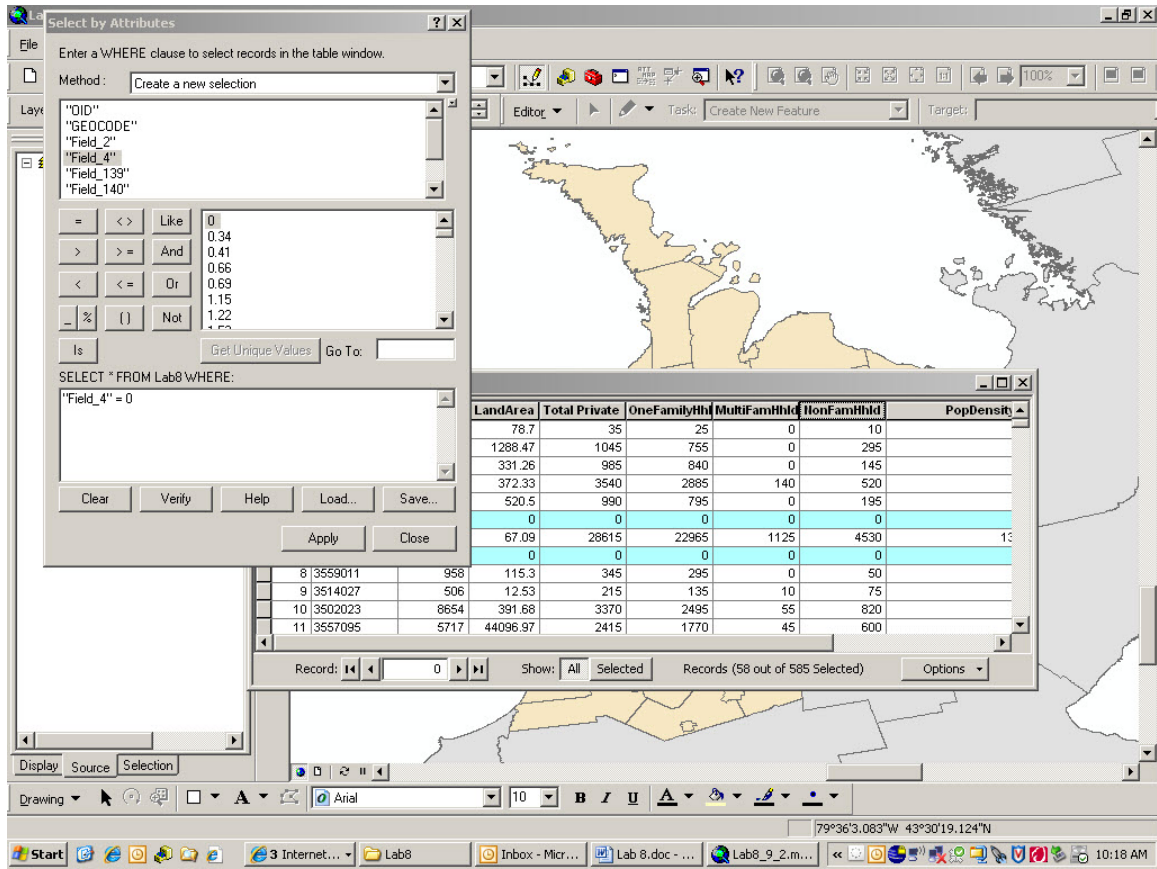 La
Select by Attributes
File
Enter a WHERE clause to select records in the table window.
Method :
Create a new selection
100%
Laye
"OID"
"GEOCODE"
"Field_2"
"Field_4"
"Field_139"
"Field_140"
Editor
Task:
Create New Feature
Target:
= < > Like
> > = And
< < = Or
_ % ( ) Not
Is
0
0.34
0.41
0.66
0.69
1.15
1.22
Get Unique Values
Go To:
SELECT * FROM Lab8 WHERE:
"Field_4" = 0
Clear Verify Help Load... Save...
Apply Close
LandArea Total Private OneFamilyHhl MultiFamHhld NonFamHhld PopDensity
78.7 35 25 0 10
1288.47 1045 755 0 295
331.26 985 840 0 145
372.33 3540 2885 140 520
520.5 990 795 0 195
0 0 0 0 0
67.09 28615 22965 1125 4530 13
0 0 0 0 0
8 3559011 958 115.3 345 295 0 50
9 3514027 506 12.53 215 135 10 75
10 3502023 8654 391.68 3370 2495 55 820
11 3557095 5717 44096.97 2415 1770 45 600
Record: 0 Show: All Selected Records (58 out of 585 Selected) Options
Display Source Selection
Drawing A Arial 10 B I U A
79°36'3.083"W 43°30'19.124"N
Start 3 Internet... Lab8 Inbox - Micr... Lab 8.doc - ... Lab8_9_2.m... 10:18 AM